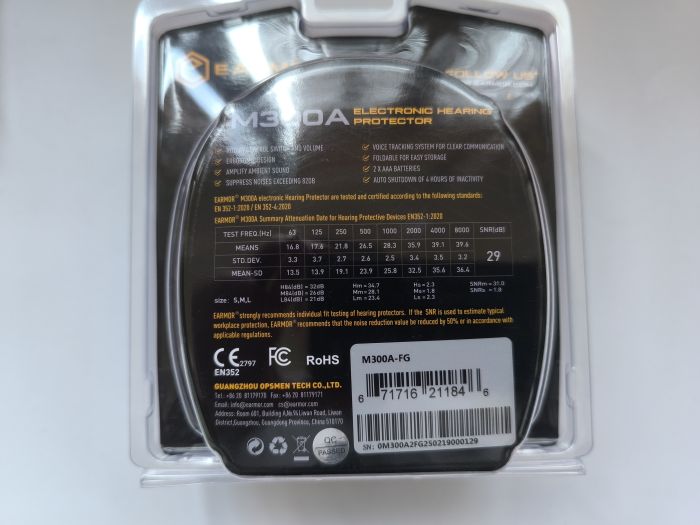 EARMOR
FOLLOW US
M300A ELECTRONIC HEARING PROTECTOR
CONTROL SWITCH AND VOLUME
ERGONOMIC DESIGN
AMPLIFY AMBIENT SOUND
SUPPRESS NOISES EXCEEDING 82DB
VOICE TRACKING SYSTEM FOR CLEAR COMMUNICATION
FOLDABLE FOR EASY STORAGE
2 X AAA BATTERIES
AUTO SHUTDOWN OF 4 HOURS OF INACTIVITY
EARMOR® M300A electronic Hearing Protector are tested and certified according to the following standards:
EN 352-1:2020 / EN 352-4:2020
EARMOR® M300A Summary Attenuation Date for Hearing Protective Devices EN352-1:2020
TEST FREQ.(Hz) 63 125 250 500 1000 2000 4000 8000 SNR(dB)
MEANS 16.8 17.6 21.8 26.5 28.3 35.9 39.1 39.6 29
STD.DEV. 3.3 3.7 2.7 2.6 2.5 3.4 3.5 3.2
MEAN-SD 13.5 13.9 19.1 23.9 25.8 32.5 35.6 36.4
size: S,M,L
H84(dB) = 32dB Hm = 34.7 Hs = 2.3 SNRm = 31.0
M84(dB) = 26dB Mm = 28.1 Ms = 1.8 SNRs = 1.8
L84(dB) = 21dB Lm = 23.4 Ls = 2.3
EARMOR® strongly recommends individual fit testing of hearing protectors. If the SNR is used to estimate typical
workplace protection, EARMOR® recommends that the noise reduction value be reduced by 50% or in accordance with
applicable regulations.
CE 2797 FC RoHS
EN352
GUANGZHOU OPSMEN TECH CO.,LTD.
Tel: +86 20 81179170 Fax: +86 20 81179171
Email: info@earmor.com cs@earmor.com
Address: Room 601, Building A,No.94 Liwan Road, Liwan
District,Guangzhou, Guangdong Province, China 510170
QC
PASSED
M300A-FG
6 71716 21184 6
SN: 0M300A2FG250219000129